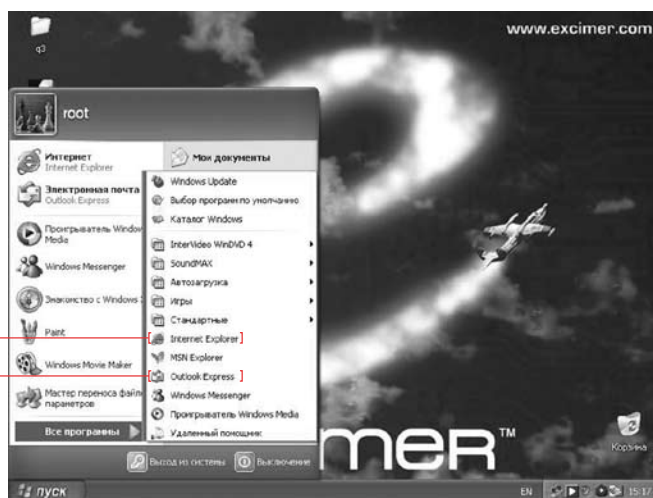 q3
www.excimer.com
root
Интернет
Internet Explorer
Электронная почта
Outlook Express
Проигрыватель Window
Media
Windows Messenger
Знакомство с Windows
Paint
Windows Movie Maker
Мастер переноса файл
параметров
Все программы
Мои документы
Windows Update
Выбор программ по умолчанию
Каталог Windows
InterVideo WinDVD 4
SoundMAX
Автозагрузка
Игры
Стандартные
Internet Explorer
MSN Explorer
Outlook Express
Windows Messenger
Проигрыватель Windows Media
Удаленный помощник
Выход из системы
Выключение
mer™
Корзина
пуск
EN
15:17